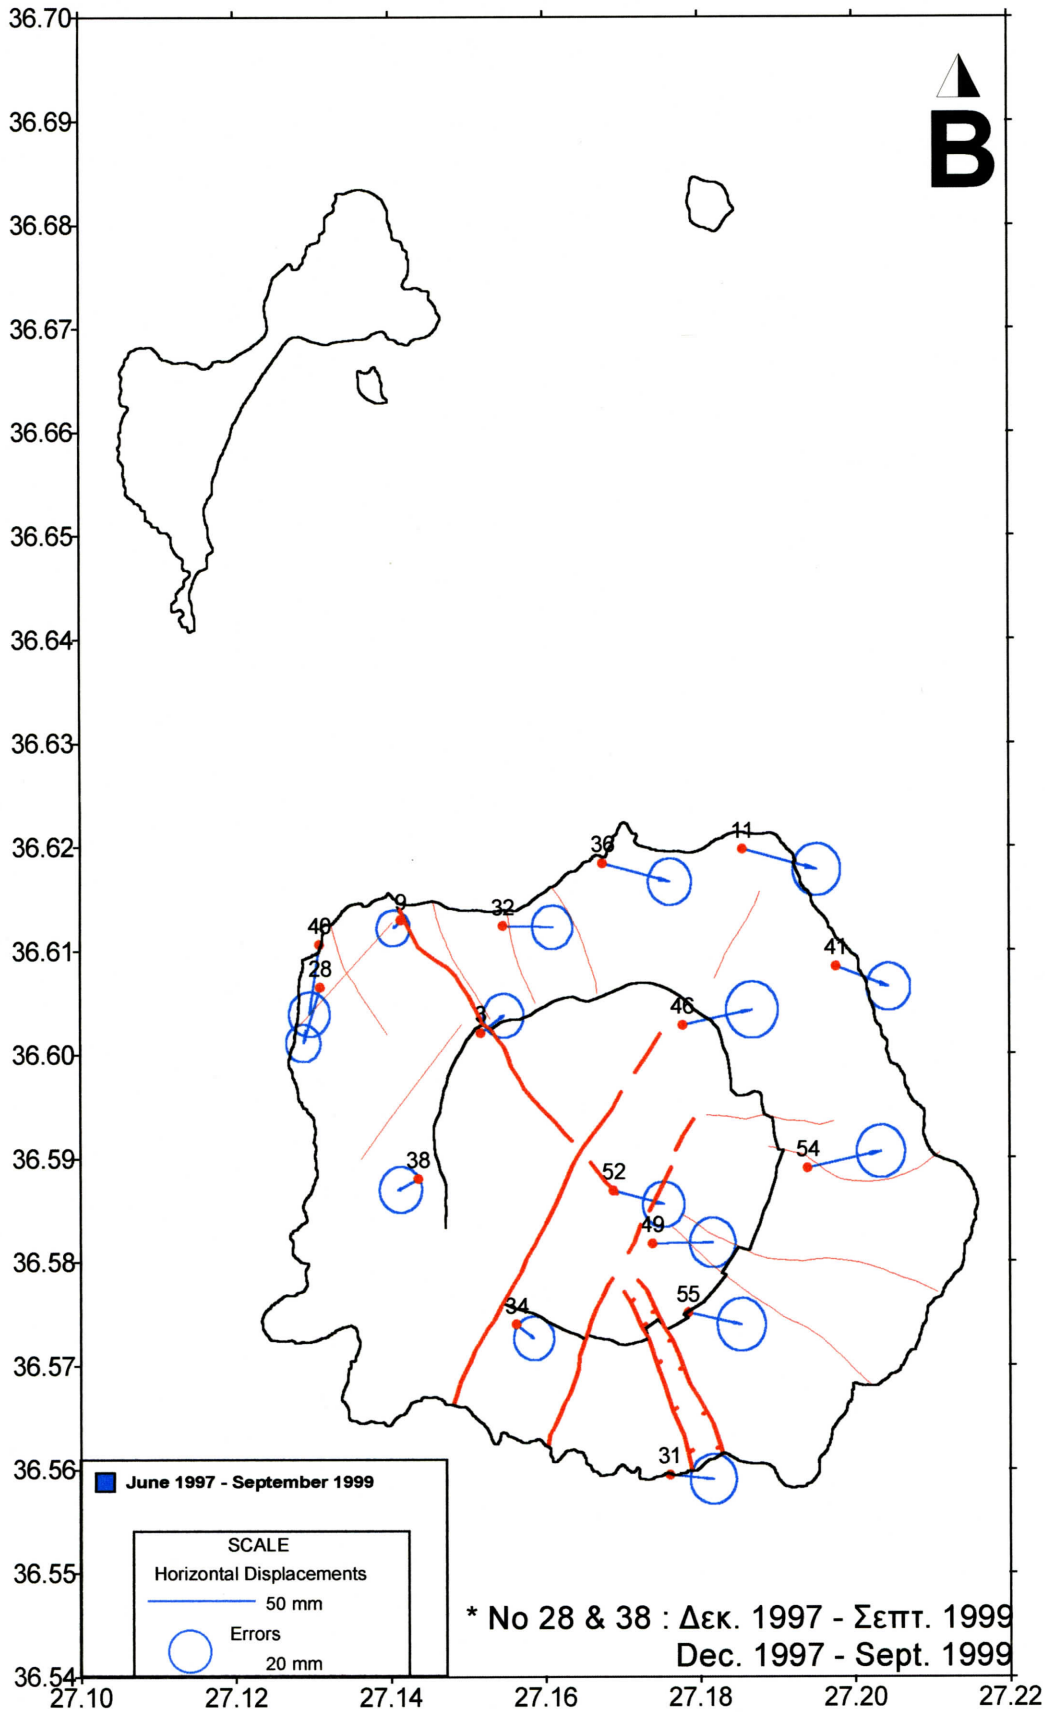 36.70
36.69
B
36.68
36.67
36.66
36.65
36.64
36.63
36.62
36 11
9 32
36.61
40 41
28
3 46
36.60
36.59
38 54
52
49
36.58
55
34
36.57
31
36.56
June 1997 - September 1999
SCALE
Horizontal Displacements
50 mm
Errors
20 mm
36.55
* No 28 & 38 : Δεκ. 1997 - Σεπτ. 1999
Dec. 1997 - Sept. 1999
36.54
27.10 27.12 27.14 27.16 27.18 27.20 27.22